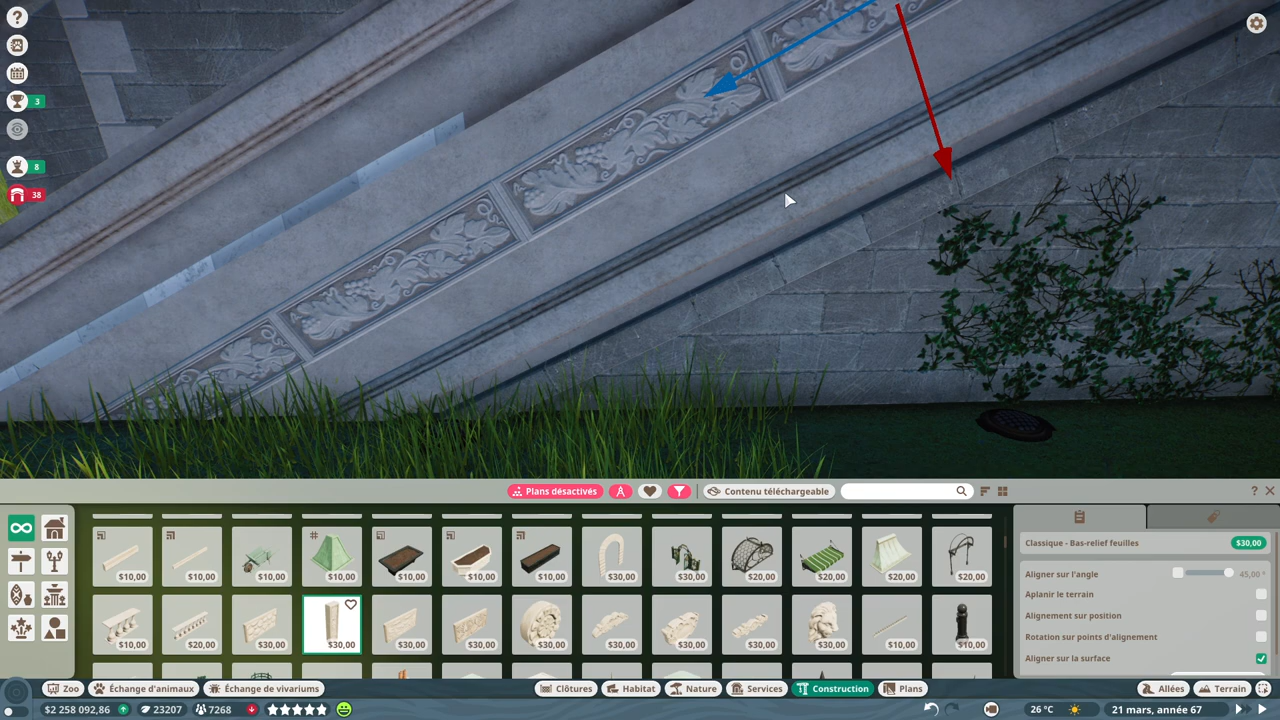 ?
3
8
38
Plans désactivés
Contenu téléchargeable
?
$10,00 $10,00 $10,00 $10,00 $10,00 $10,00 $10,00 $30,00 $30,00 $20,00 $20,00 $20,00 $20,00
$10,00 $20,00 $30,00 $30,00 $30,00 $30,00 $30,00 $30,00 $30,00 $30,00 $30,00 $10,00 $10,00
Classique - Bas-relief feuilles $30,00
Aligner sur l'angle 45,00°
Aplanir le terrain
Alignement sur position
Rotation sur points d'alignement
Aligner sur la surface
Zoo Échange d'animaux Échange de vivariums Clôtures Habitat Nature Services Construction Plans Allées Terrain
$2 258 092,86 23207 7268 26 °C 21 mars, année 67